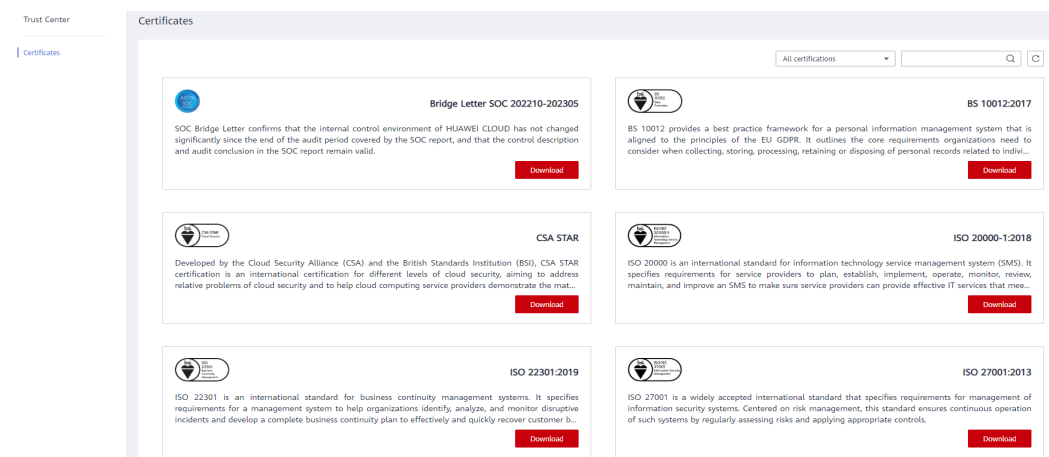 Trust Center
Certificates
Certificates
All certifications
Bridge Letter SOC 202210-202305
SOC Bridge Letter confirms that the internal control environment of HUAWEI CLOUD has not changed
significantly since the end of the audit period covered by the SOC report, and that the control description
and audit conclusion in the SOC report remain valid.
Download
BS 10012:2017
BS 10012 provides a best practice framework for a personal information management system that is
aligned to the principles of the EU GDPR. It outlines the core requirements organizations need to
consider when collecting, storing, processing, retaining or disposing of personal records related to indivi...
Download
CSA STAR
Developed by the Cloud Security Alliance (CSA) and the British Standards Institution (BSI), CSA STAR
certification is an international certification for different levels of cloud security, aiming to address
relative problems of cloud security and to help cloud computing service providers demonstrate the mat...
Download
ISO 20000-1:2018
ISO 20000 is an international standard for information technology service management system (SMS). It
specifies requirements for service providers to plan, establish, implement, operate, monitor, review,
maintain, and improve an SMS to make sure service providers can provide effective IT services that mee...
Download
ISO 22301:2019
ISO 22301 is an international standard for business continuity management systems. It specifies
requirements for a management system to help organizations identify, analyze, and monitor disruptive
incidents and develop a complete business continuity plan to effectively and quickly recover customer b...
Download
ISO 27001:2013
ISO 27001 is a widely accepted international standard that specifies requirements for management of
information security systems. Centered on risk management, this standard ensures continuous operation
of such systems by regularly assessing risks and applying appropriate controls.
Download